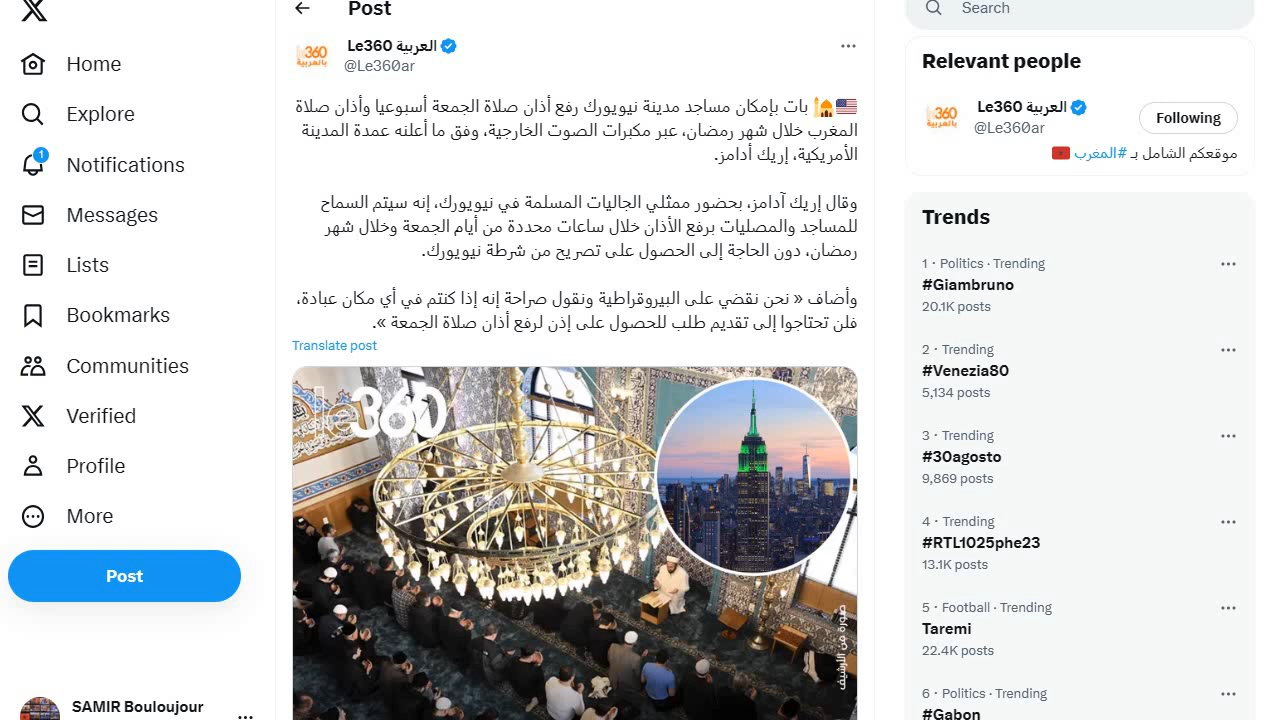 Home
Explore
1
Notifications
Messages
Lists
Bookmarks
Communities
Verified
Profile
More
Post
SAMIR Bouloujour
Post
Le360 العربية
@Le360ar
🇺🇸🕌 بات بإمكان مساجد مدينة نيويورك رفع أذان صلاة الجمعة أسبوعيا وأذان صلاة
المغرب خلال شهر رمضان، عبر مكبرات الصوت الخارجية، وفق ما أعلنه عمدة المدينة
الأمريكية، إريك أدامز.
وقال إريك آدامز، بحضور ممثلي الجاليات المسلمة في نيويورك، إنه سيتم السماح
للمساجد والمصليات برفع الأذان خلال ساعات محددة من أيام الجمعة وخلال شهر
رمضان، دون الحاجة إلى الحصول على تصريح من شرطة نيويورك.
وأضاف « نحن نقضي على البيروقراطية ونقول صراحة إنه إذا كنتم في أي مكان عبادة،
فلن تحتاجوا إلى تقديم طلب للحصول على إذن لرفع أذان صلاة الجمعة ».
Translate post
le360
صورة من الأرشيف
Search
Relevant people
le360
بالعربية
Le360 العربية
@Le360ar
Following
موقعكم الشامل بـ #المغرب 🇲🇦
Trends
1 · Politics · Trending
#Giambruno
20.1K posts
2 · Trending
#Venezia80
5,134 posts
3 · Trending
#30agosto
9,869 posts
4 · Trending
#RTL1025phe23
13.1K posts
5 · Football · Trending
Taremi
22.4K posts
6 · Politics · Trending
#Gabon